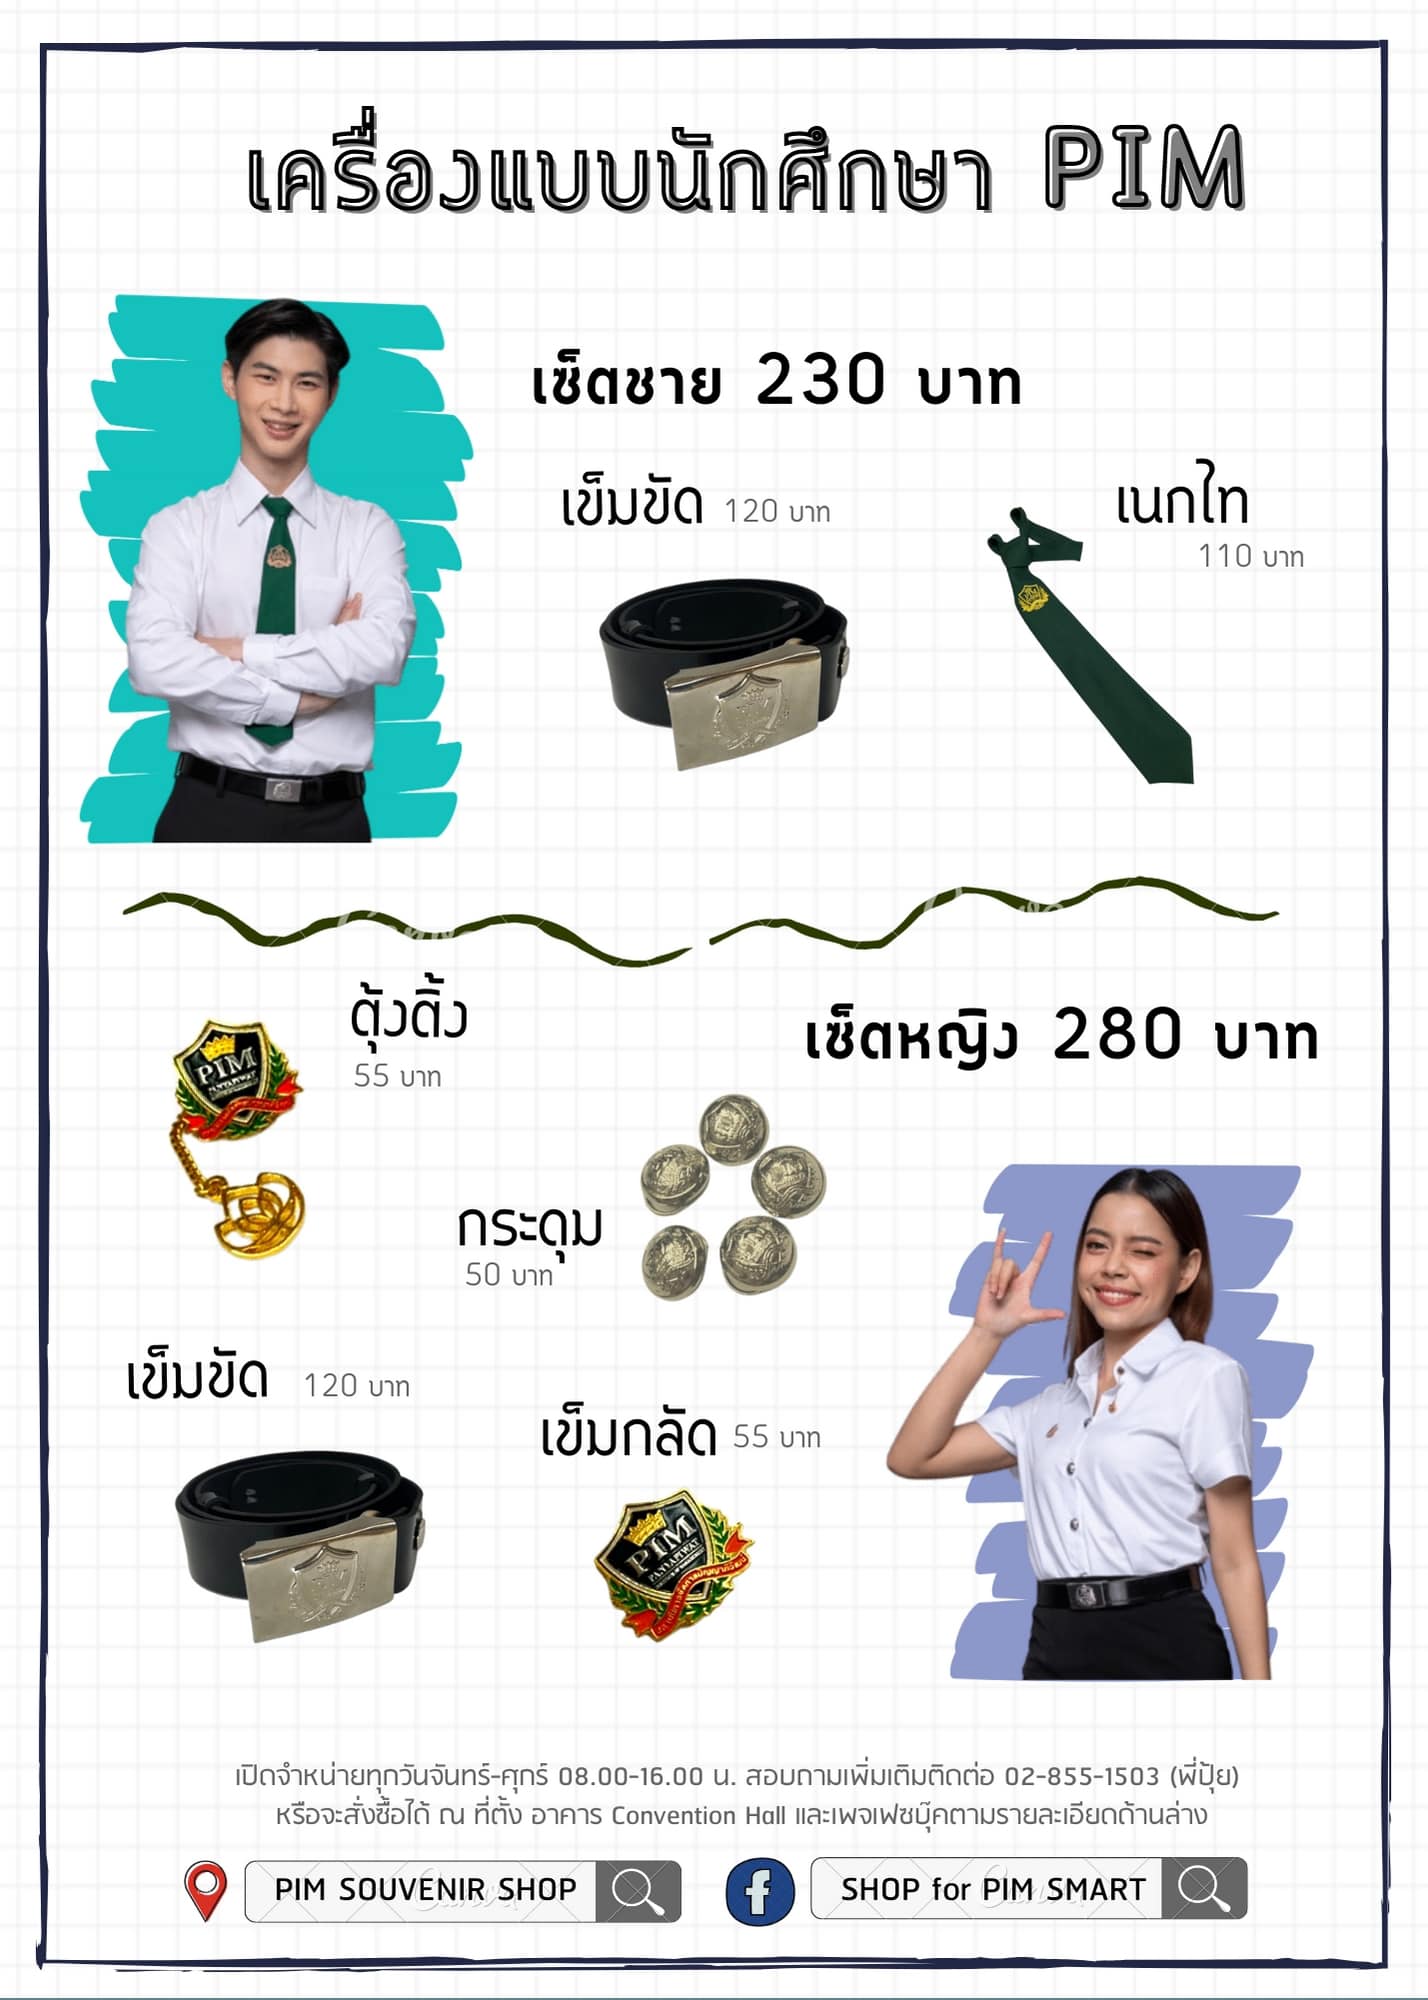 เครื่องแบบนักศึกษา PIM
เซ็ตชาย 230 บาท
เข็มขัด 120 บาท
เนกไท
110 บาท
ตุ้งติ้ง
55 บาท
PIM
PANYAPIWAT
เซ็ตหญิง 280 บาท
กระดุม
50 บาท
เข็มขัด 120 บาท
เข็มกลัด 55 บาท
PIM
PANYAPIWAT
เปิดจำหน่ายทุกวันจันทร์-ศุกร์ 08.00-16.00 น. สอบถามเพิ่มเติมติดต่อ 02-855-1503 (พี่ปุ้ย)
หรือจะสั่งซื้อได้ ณ ที่ตั้ง อาคาร Convention Hall และเพจเฟซบุ๊คตามรายละเอียดด้านล่าง
PIM SOUVENIR SHOP
f
SHOP for PIM SMART